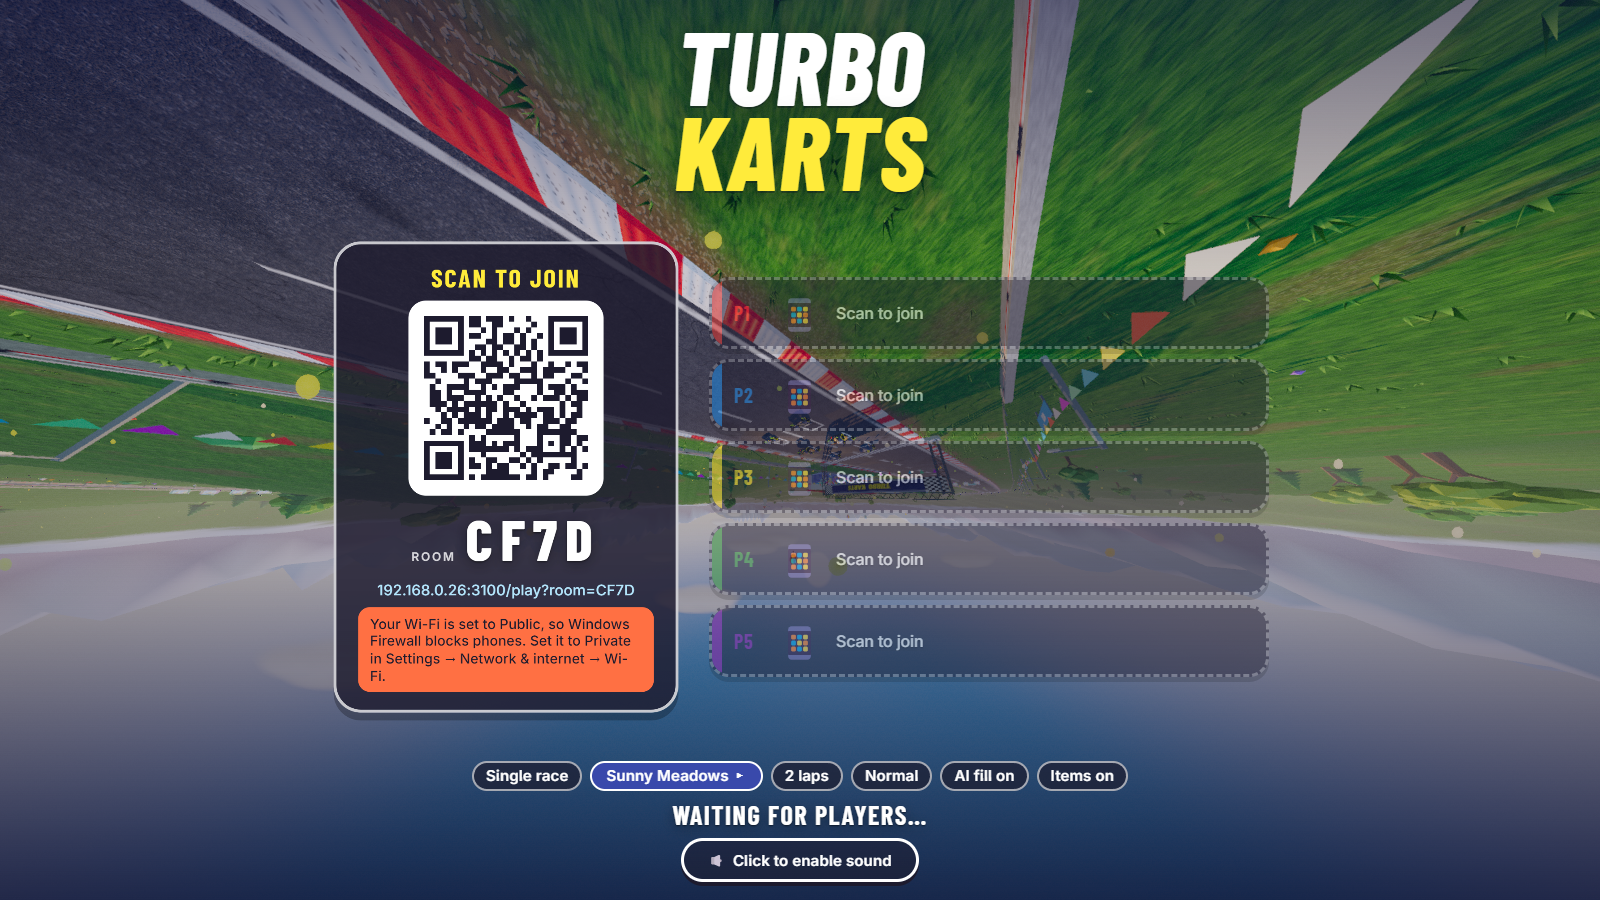 TURBO
KARTS
SCAN TO JOIN
ROOM CF7D
192.168.0.26:3100/play?room=CF7D
Your Wi-Fi is set to Public, so Windows
Firewall blocks phones. Set it to Private
in Settings → Network & internet → Wi-
Fi.
P1 Scan to join
P2 Scan to join
P3 Scan to join
P4 Scan to join
P5 Scan to join
Single race Sunny Meadows ▸ 2 laps Normal AI fill on Items on
WAITING FOR PLAYERS...
Click to enable sound